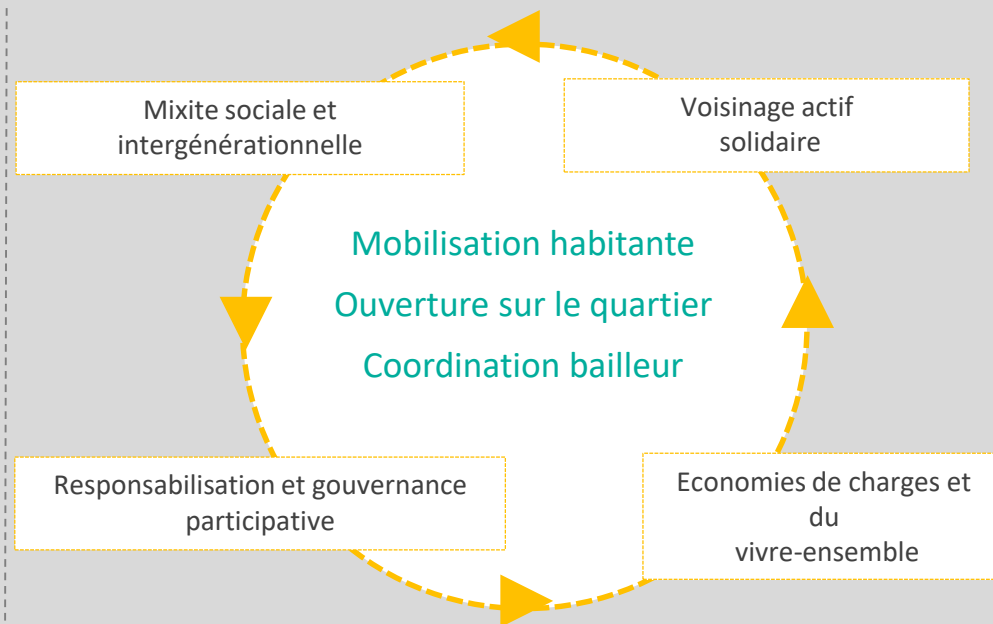 Mixite sociale et
intergénérationnelle
Voisinage actif
solidaire
Mobilisation habitante
Ouverture sur le quartier
Coordination bailleur
Responsabilisation et gouvernance
participative
Economies de charges et
du
vivre-ensemble